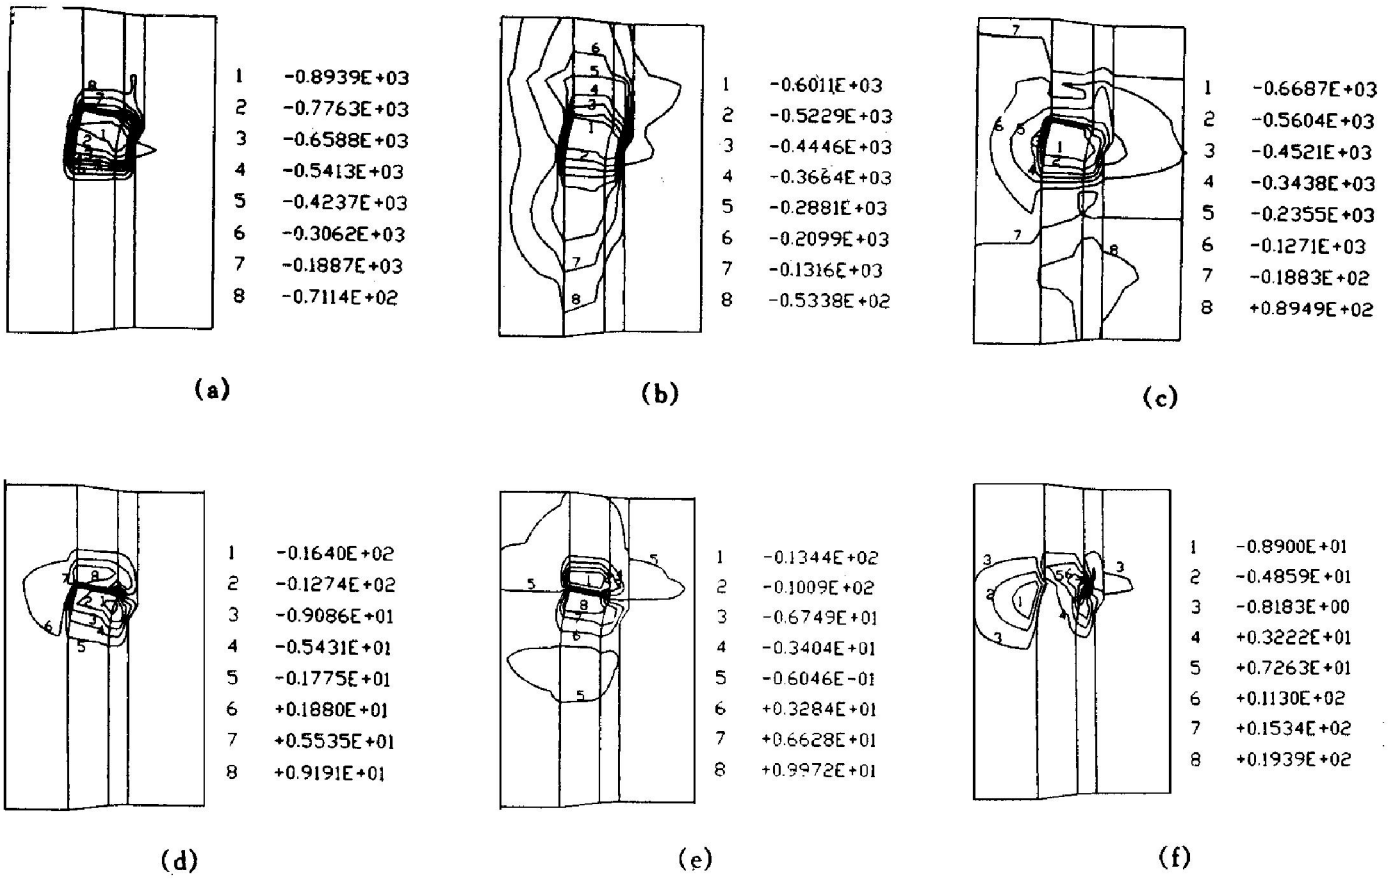 1 -0.8939E+03
2 -0.7763E+03
3 -0.6588E+03
4 -0.5413E+03
5 -0.4237E+03
6 -0.3062E+03
7 -0.1887E+03
8 -0.7114E+02
(a)
1 -0.6011E+03
2 -0.5229E+03
3 -0.4446E+03
4 -0.3664E+03
5 -0.2881E+03
6 -0.2099E+03
7 -0.1316E+03
8 -0.5338E+02
(b)
1 -0.6687E+03
2 -0.5604E+03
3 -0.4521E+03
4 -0.3438E+03
5 -0.2355E+03
6 -0.1271E+03
7 -0.1883E+02
8 +0.8949E+02
(c)
1 -0.1640E+02
2 -0.1274E+02
3 -0.9086E+01
4 -0.5431E+01
5 -0.1775E+01
6 +0.1880E+01
7 +0.5535E+01
8 +0.9191E+01
(d)
1 -0.1344E+02
2 -0.1009E+02
3 -0.6749E+01
4 -0.3404E+01
5 -0.6046E-01
6 +0.3284E+01
7 +0.6628E+01
8 +0.9972E+01
(e)
1 -0.8900E+01
2 -0.4859E+01
3 -0.8183E+00
4 +0.3222E+01
5 +0.7263E+01
6 +0.1130E+02
7 +0.1534E+02
8 +0.1939E+02
(f)